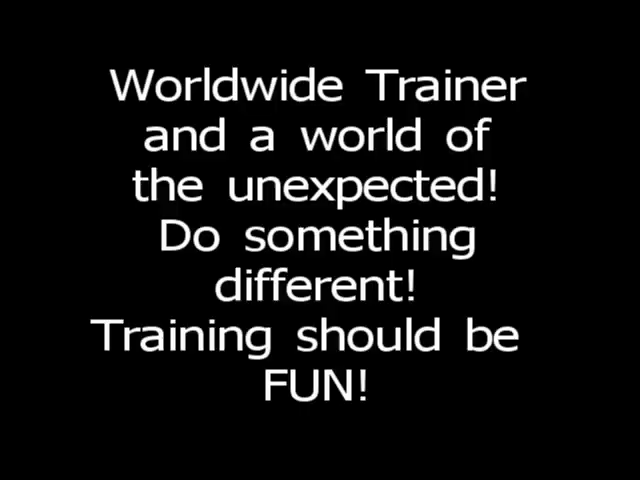 Worldwide Trainer
and a world of
the unexpected!
Do something
different!
Training should be
FUN!